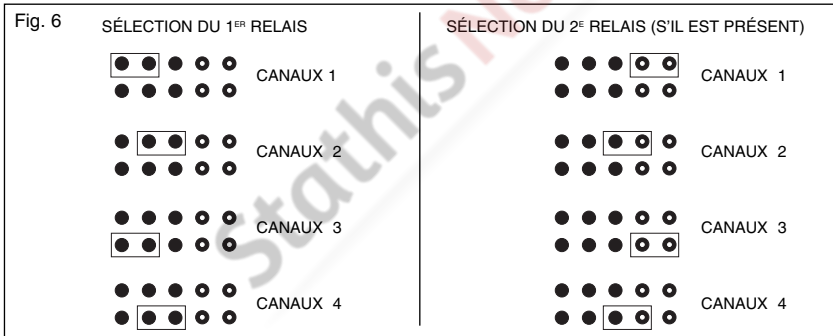 Fig. 6
SÉLECTION DU 1ER RELAIS
CANAUX 1
CANAUX 2
CANAUX 3
CANAUX 4
SÉLECTION DU 2E RELAIS (S'IL EST PRÉSENT)
CANAUX 1
CANAUX 2
CANAUX 3
CANAUX 4